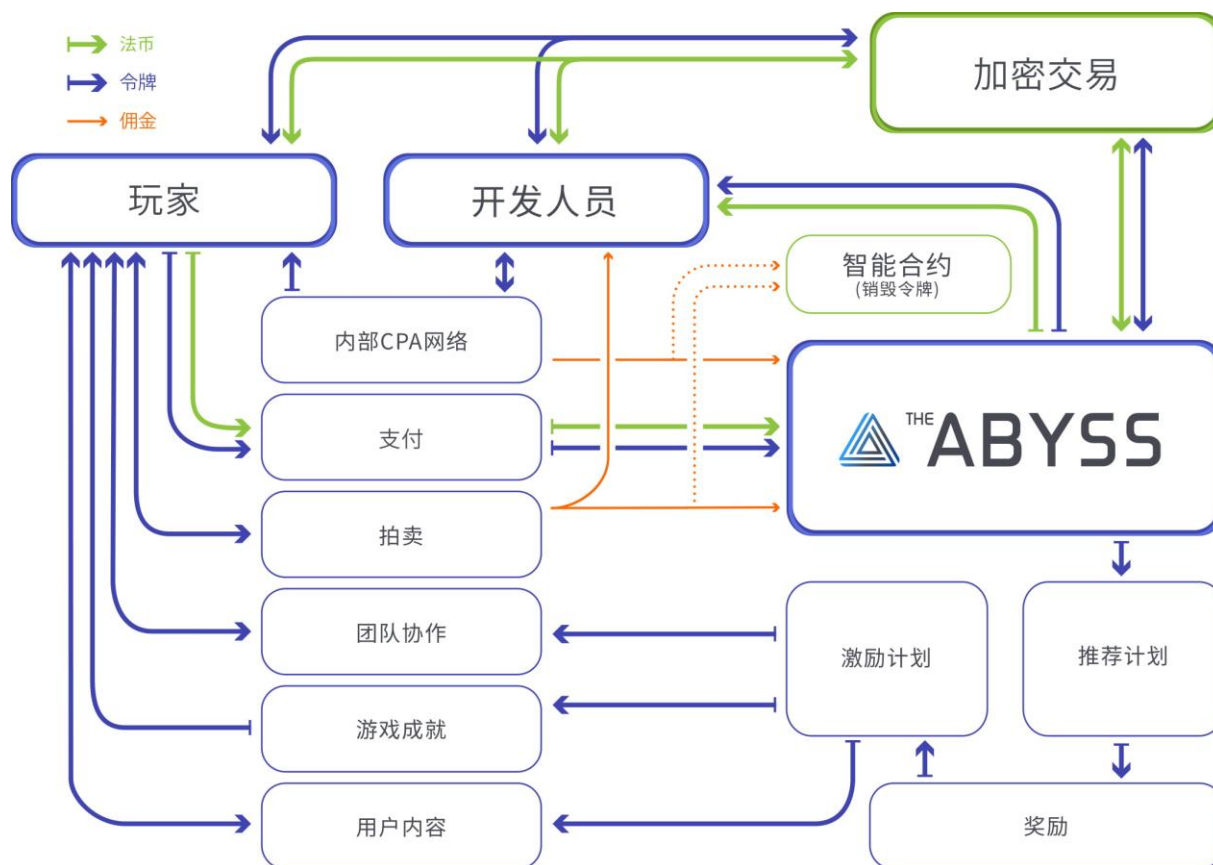 法币
令牌
佣金
加密交易
玩家
开发人员
智能合约
(销毁令牌)
内部CPA网络
支付
THE ABYSS
拍卖
团队协作
激励计划
推荐计划
游戏成就
用户内容
奖励